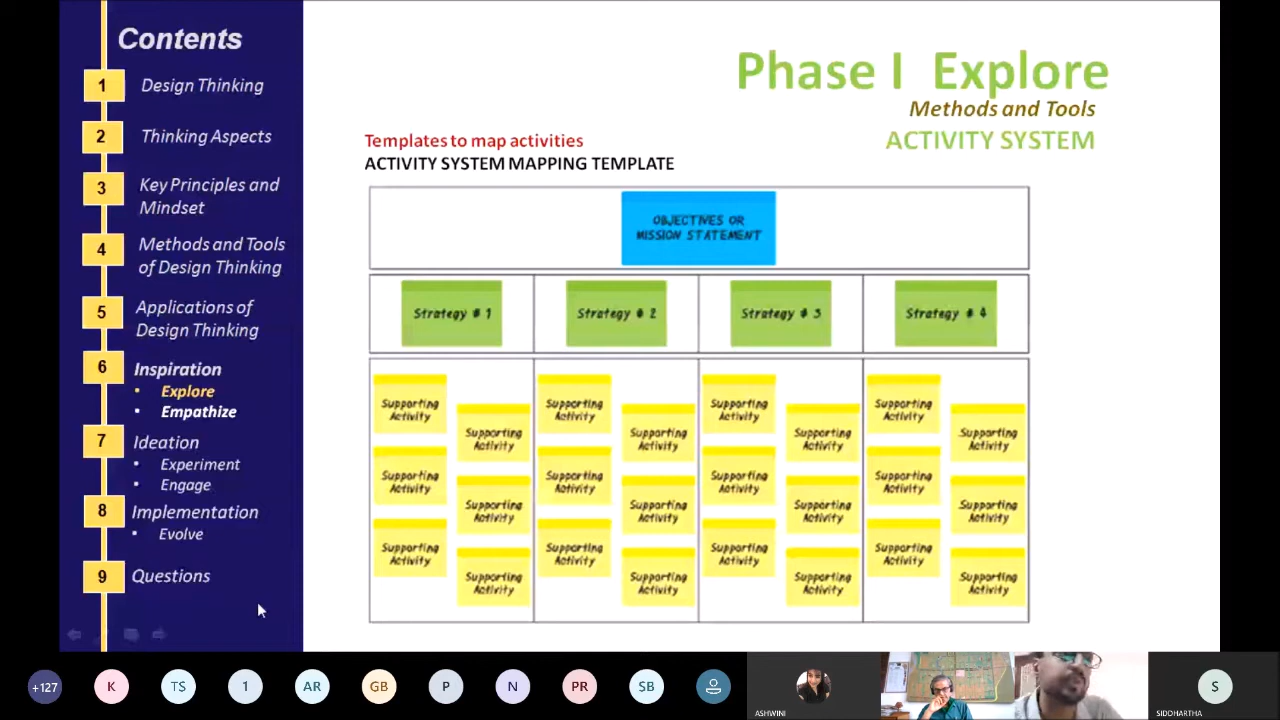 Contents
1
Design Thinking
2
Thinking Aspects
3
Key Principles and
Mindset
4
Methods and Tools
of Design Thinking
5
Applications of
Design Thinking
6
Inspiration
• Explore
• Empathize
7
Ideation
• Experiment
• Engage
8
Implementation
• Evolve
9
Questions
Phase I Explore
Methods and Tools
ACTIVITY SYSTEM
Templates to map activities
ACTIVITY SYSTEM MAPPING TEMPLATE
OBJECTIVES OR
MISSION STATEMENT
Strategy # 1
Strategy # 2
Strategy # 3
Strategy # 4
Supporting
Activity
Supporting
Activity
Supporting
Activity
Supporting
Activity
Supporting
Activity
Supporting
Activity
Supporting
Activity
Supporting
Activity
Supporting
Activity
Supporting
Activity
Supporting
Activity
Supporting
Activity
Supporting
Activity
Supporting
Activity
Supporting
Activity
Supporting
Activity
Supporting
Activity
Supporting
Activity
Supporting
Activity
Supporting
Activity
Supporting
Activity
Supporting
Activity
Supporting
Activity
Supporting
Activity
+127
K
TS
1
AR
GB
P
N
PR
SB
ASHWINI
S
SIDDHARTHA